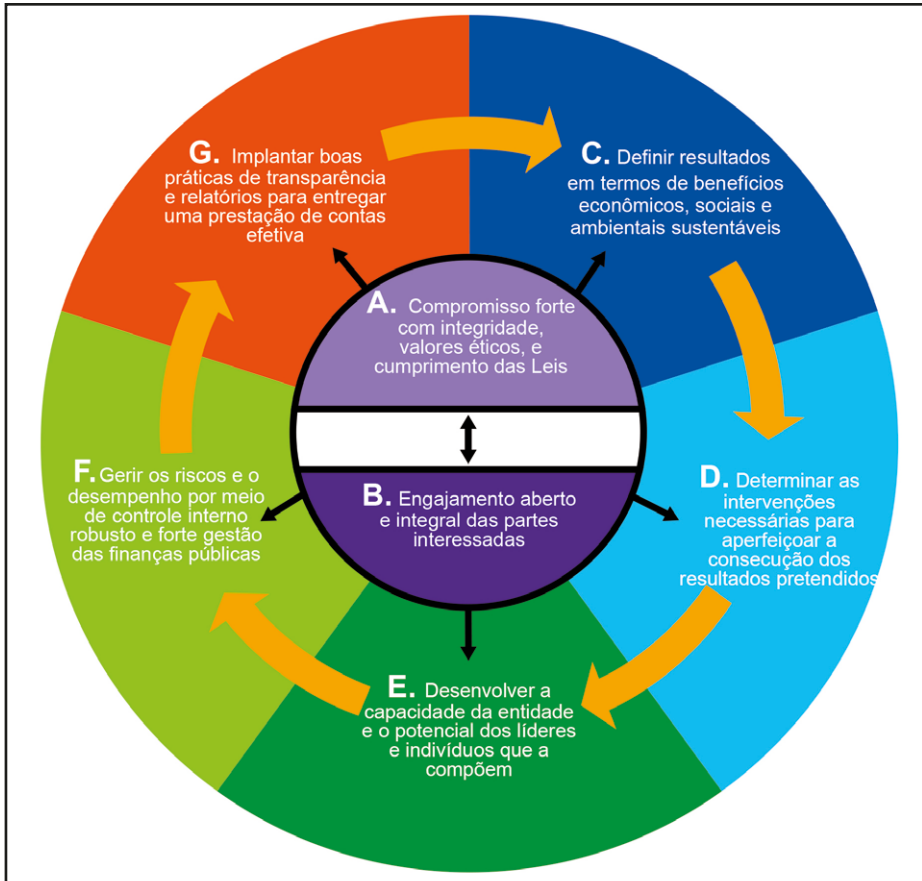 A. Compromisso forte
com integridade,
valores éticos, e
cumprimento das Leis
B. Engajamento aberto
e integral das partes
interessadas
C. Definir resultados
em termos de benefícios
econômicos, sociais e
ambientais sustentáveis
D. Determinar as
intervenções
necessárias para
aperfeiçoar a
consecução dos
resultados pretendidos
E. Desenvolver a
capacidade da entidade
e o potencial dos líderes
e indivíduos que a
compõem
F. Gerir os riscos e o
desempenho por meio
de controle interno
robusto e forte gestão
das finanças públicas
G. Implantar boas
práticas de transparência
e relatórios para entregar
uma prestação de contas
efetiva